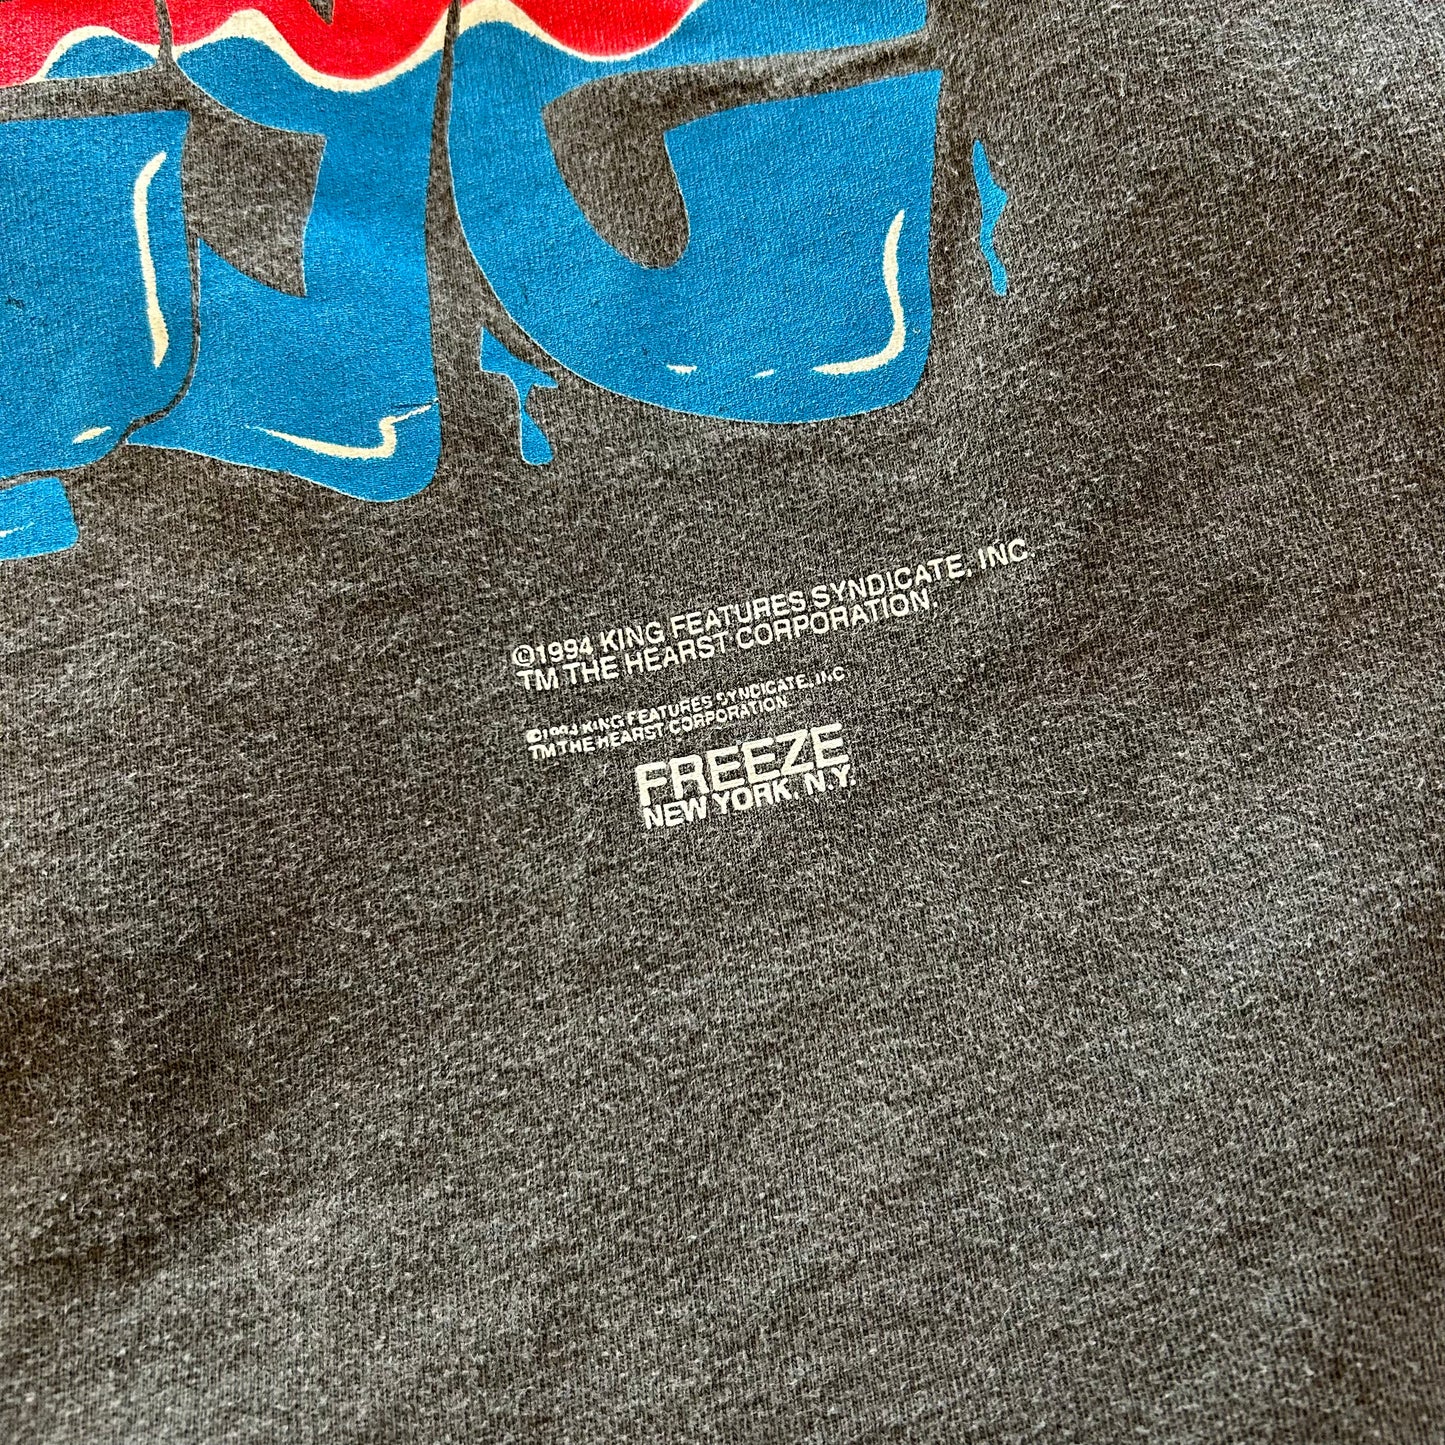 ©1994 KING FEATURES SYNDICATE, INC.
TM THE HEARST CORPORATION.
©1994 KING FEATURES SYNDICATE, INC
TM THE HEARST CORPORATION
FREEZE
NEW YORK, N.Y.